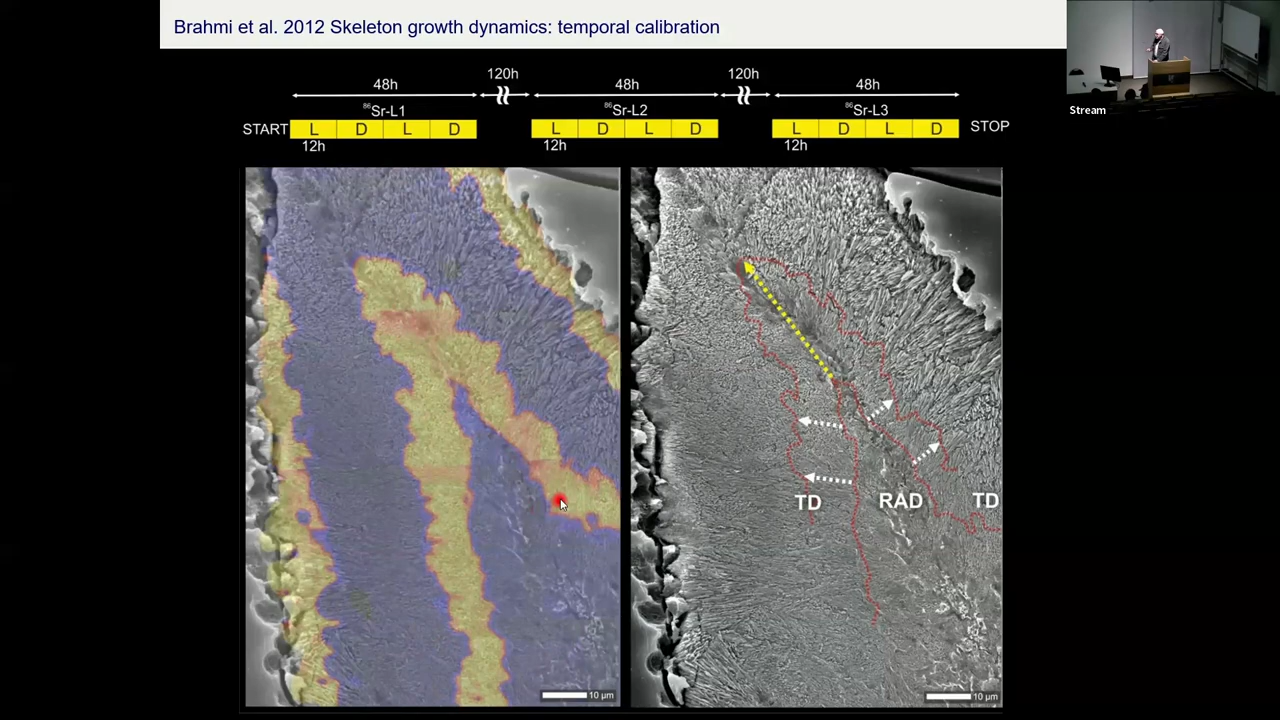 Brahmi et al. 2012 Skeleton growth dynamics: temporal calibration
Stream
48h 120h 48h 120h 48h
86Sr-L1 86Sr-L2 86Sr-L3
START L D L D L D L D L D L D STOP
12h 12h 12h
TD RAD TD
10 µm 10 µm